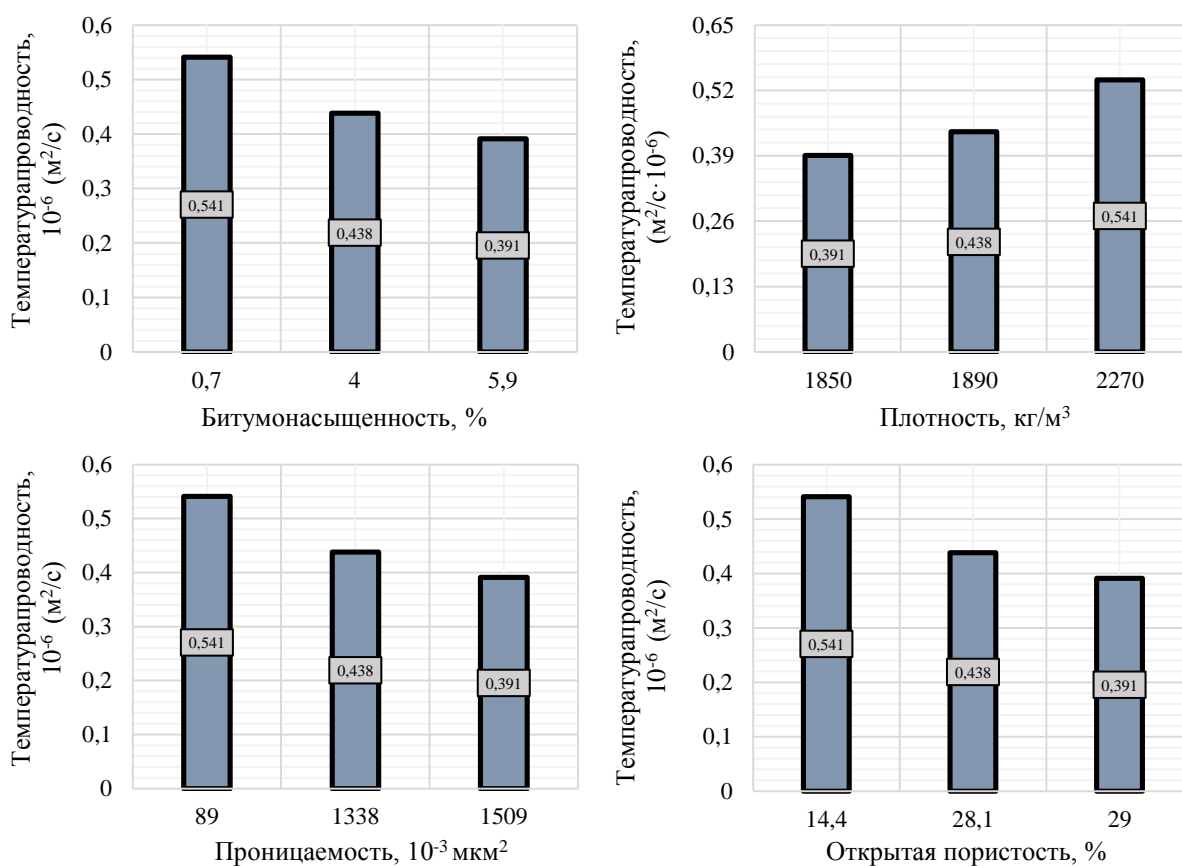 Температурапроводность,
10⁻⁶ (м²/с)
0,6
0,5
0,4
0,3
0,2
0,1
0
0,541
0,438
0,391
0,7 4 5,9
Битумонасыщенность, %
Температурапроводность,
(м²/с·10⁻⁶)
0,65
0,52
0,39
0,26
0,13
0
0,391
0,438
0,541
1850 1890 2270
Плотность, кг/м³
Температурапроводность,
10⁻⁶ (м²/с)
0,6
0,5
0,4
0,3
0,2
0,1
0
0,541
0,438
0,391
89 1338 1509
Проницаемость, 10⁻³ мкм²
Температурапроводность,
10⁻⁶ (м²/с)
0,6
0,5
0,4
0,3
0,2
0,1
0
0,541
0,438
0,391
14,4 28,1 29
Открытая пористость, %